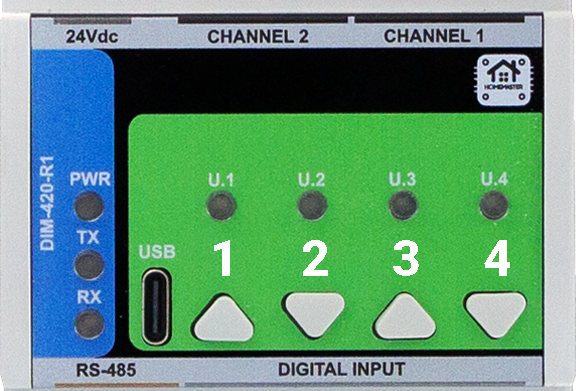 24Vdc CHANNEL 2 CHANNEL 1
HOMEMASTER
DIM-420-R1
PWR U.1 U.2 U.3 U.4
TX
USB 1 2 3 4
RX
RS-485 DIGITAL INPUT